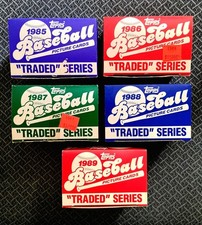 Topps
1985
Baseball
PICTURE CARDS
"TRADED" SERIES
Topps
1986
Baseball
PICTURE CARDS
"TRADED" SERIES
Topps
1987
Baseball
PICTURE CARDS
"TRADED" SERIES
Topps
1988
Baseball
PICTURE CARDS
"TRADED" SERIES
Topps
1989
Baseball
PICTURE CARDS
"TRADED" SERIES